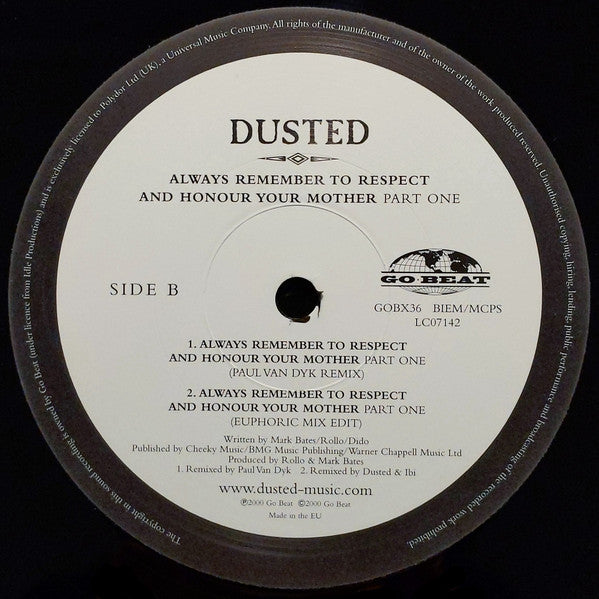 The copyright in this sound recording is owned by Go Beat (under licence from Idle Productions) and is exclusively licensed to Polydor Ltd (UK), a Universal Music Company. All rights of the manufacturer and of the owner of the work produced reserved. Unauthorised copying, hiring, lending, public performance and broadcasting of the recorded work, prohibited.
DUSTED
ALWAYS REMEMBER TO RESPECT
AND HONOUR YOUR MOTHER PART ONE
SIDE B
GO BEAT
GOBX36 BIEM/MCPS
LC07142
1. ALWAYS REMEMBER TO RESPECT
AND HONOUR YOUR MOTHER PART ONE
(PAUL VAN DYK REMIX)
2. ALWAYS REMEMBER TO RESPECT
AND HONOUR YOUR MOTHER PART ONE
(EUPHORIC MIX EDIT)
Written by Mark Bates/Rollo/Dido
Published by Cheeky Music/BMG Music Publishing/Warner Chappell Music Ltd
Produced by Rollo & Mark Bates
1. Remixed by Paul Van Dyk 2. Remixed by Dusted & Ibi
www.dusted-music.com
℗2000 Go Beat ©2000 Go Beat
Made in the EU